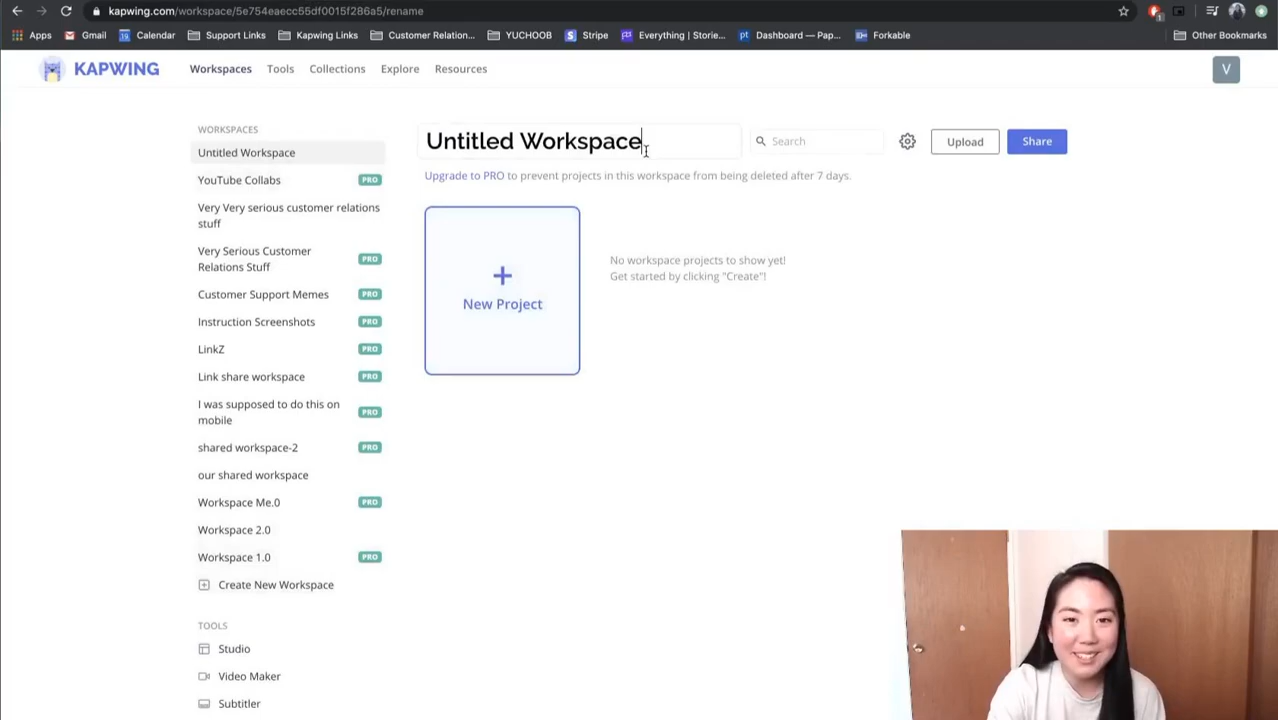 kapwing.com/workspace/5e754eaecc65df0015f286a5/rename
Apps Gmail Calendar Support Links Kapwing Links Customer Relation... YUCHOOB Stripe Everything | Storie... Dashboard — Pap... Forkable Other Bookmarks
KAPWING Workspaces Tools Collections Explore Resources V
WORKSPACES
Untitled Workspace
YouTube Collabs PRO
Very Very serious customer relations
stuff
Very Serious Customer
Relations Stuff PRO
Customer Support Memes PRO
Instruction Screenshots PRO
LinkZ PRO
Link share workspace PRO
I was supposed to do this on
mobile PRO
shared workspace-2 PRO
our shared workspace
Workspace Me.0 PRO
Workspace 2.0
Workspace 1.0 PRO
Create New Workspace
TOOLS
Studio
Video Maker
Subtitler
Untitled Workspace Search Upload Share
Upgrade to PRO to prevent projects in this workspace from being deleted after 7 days.
+
New Project
No workspace projects to show yet!
Get started by clicking "Create"!